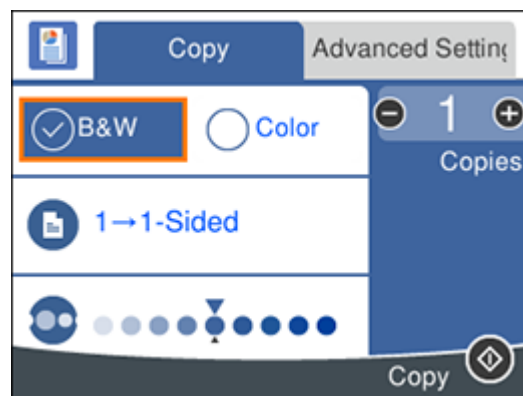 Copy
Advanced Setting
B&W
Color
1
Copies
1→1-Sided
Copy